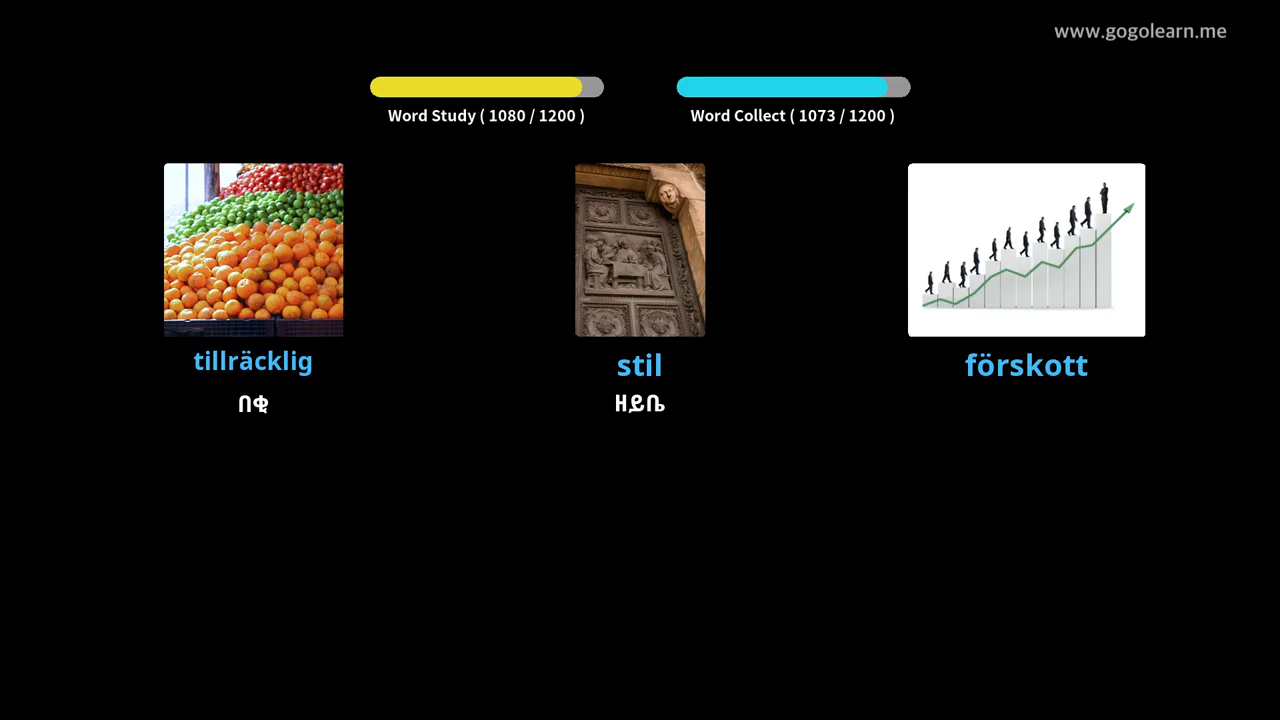 www.gogolearn.me
Word Study ( 1080 / 1200 )
Word Collect ( 1073 / 1200 )
tillräcklig
stil
förskott
በቂ
ዘይቤ